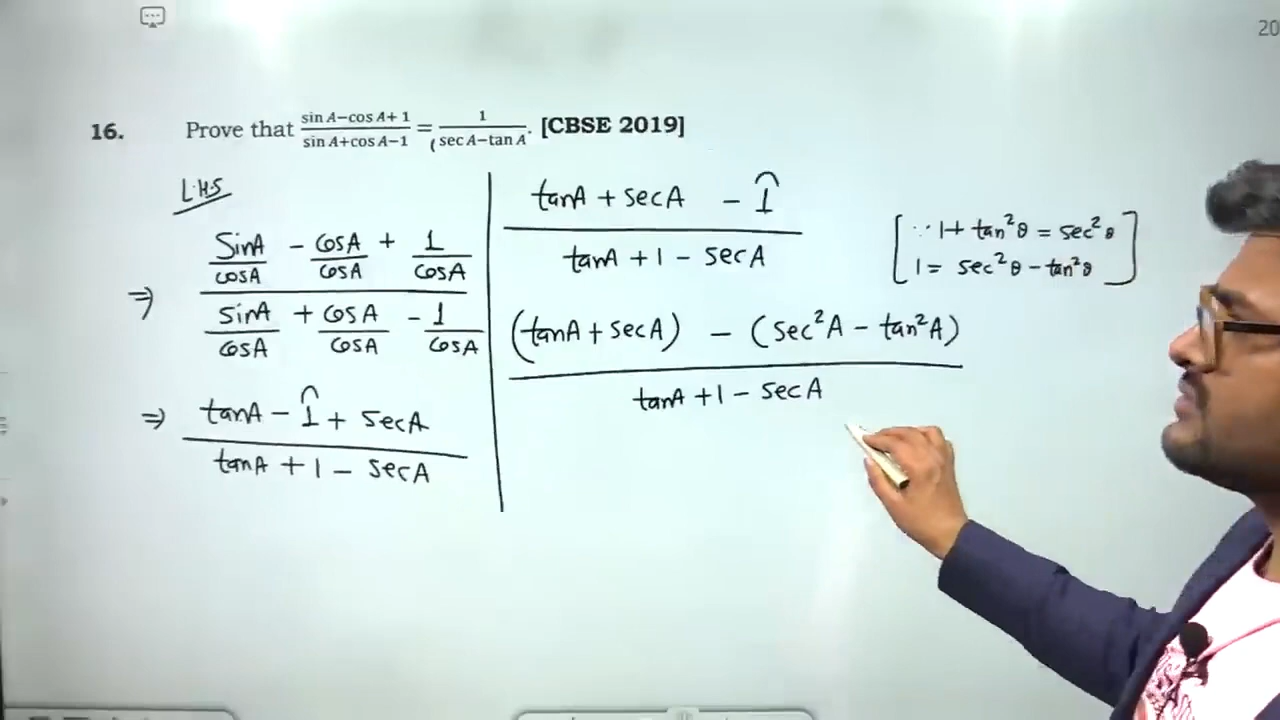 20
16. Prove that (sin A−cos A+ 1)/(sin A+cos A−1) = 1/(sec A−tan A). [CBSE 2019]
L.H.S
⇒ (SinA/cosA − cosA/cosA + 1/cosA)/(sinA/cosA + cosA/cosA − 1/cosA)
⇒ (tanA − 1 + secA)/(tanA + 1 − secA)
(tanA + secA − 1)/(tanA + 1 − secA)
[∵ 1+ tan²θ = sec²θ
1 = sec²θ − tan²θ]
((tanA + secA) − (sec²A − tan²A))/(tanA +1 − secA)